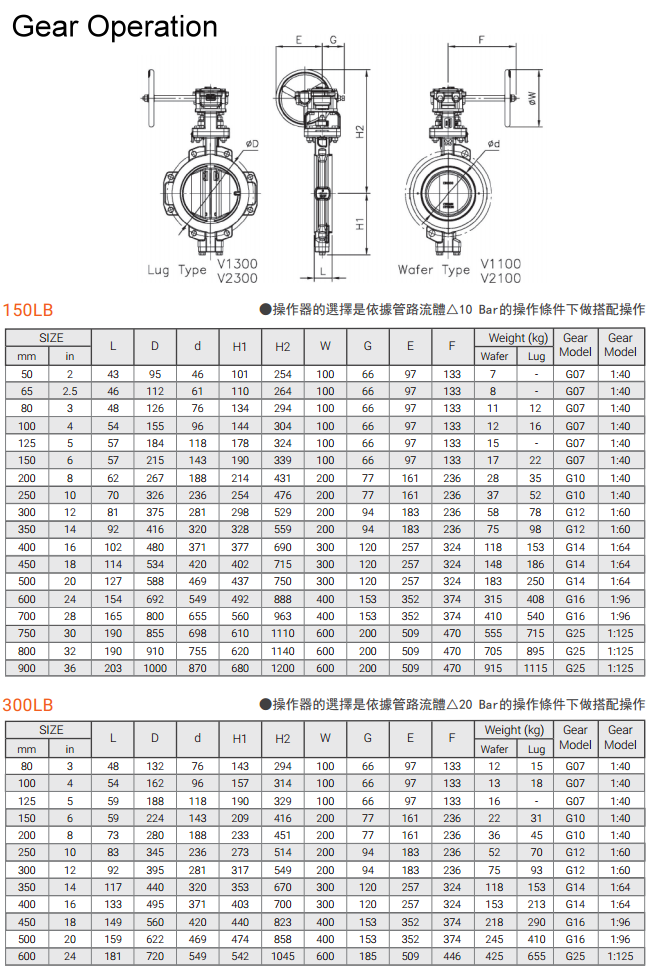 Gear Operation
E G F
H2 øW
øD ød
H1
L
Lug Type V1300 V2300
Wafer Type V1100 V2100
150LB ●操作器的選擇是依據管路流體△10 Bar的操作條件下做搭配操作
SIZE L D d H1 H2 W G E F Weight (kg) Gear Model Gear Model
mm in Wafer Lug
50 2 43 95 46 101 254 100 66 97 133 7 - G07 1:40
65 2.5 46 112 61 110 264 100 66 97 133 8 - G07 1:40
80 3 48 126 76 134 294 100 66 97 133 11 12 G07 1:40
100 4 54 155 96 144 304 100 66 97 133 12 16 G07 1:40
125 5 57 184 118 178 324 100 66 97 133 15 - G07 1:40
150 6 57 215 143 190 339 100 66 97 133 17 22 G07 1:40
200 8 62 267 188 214 431 200 77 161 236 28 35 G10 1:40
250 10 70 326 236 254 476 200 77 161 236 37 52 G10 1:40
300 12 81 375 281 298 529 200 94 183 236 58 78 G12 1:60
350 14 92 416 320 328 559 200 94 183 236 75 98 G12 1:60
400 16 102 480 371 377 690 300 120 257 324 118 153 G14 1:64
450 18 114 534 420 402 715 300 120 257 324 148 186 G14 1:64
500 20 127 588 469 437 750 300 120 257 324 183 250 G14 1:64
600 24 154 692 549 492 888 400 153 352 374 315 408 G16 1:96
700 28 165 800 655 560 963 400 153 352 374 410 540 G16 1:96
750 30 190 855 698 610 1110 600 200 509 470 555 715 G25 1:125
800 32 190 910 755 620 1140 600 200 509 470 705 895 G25 1:125
900 36 203 1000 870 680 1200 600 200 509 470 915 1115 G25 1:125
300LB ●操作器的選擇是依據管路流體△20 Bar的操作條件下做搭配操作
SIZE L D d H1 H2 W G E F Weight (kg) Gear Model Gear Model
mm in Wafer Lug
80 3 48 132 76 143 294 100 66 97 133 12 15 G07 1:40
100 4 54 162 96 157 314 100 66 97 133 13 18 G07 1:40
125 5 59 188 118 190 329 100 66 97 133 16 - G07 1:40
150 6 59 224 143 209 416 200 77 161 236 22 31 G10 1:40
200 8 73 280 188 233 451 200 77 161 236 36 45 G10 1:40
250 10 83 345 236 273 514 200 94 183 236 52 70 G12 1:60
300 12 92 395 281 317 549 200 94 183 236 75 93 G12 1:60
350 14 117 440 320 353 670 300 120 257 324 118 153 G14 1:64
400 16 133 495 371 403 700 300 120 257 324 153 213 G14 1:64
450 18 149 560 420 440 823 400 153 352 374 218 290 G16 1:96
500 20 159 622 469 474 858 400 153 352 374 245 410 G16 1:96
600 24 181 720 549 542 1045 600 185 509 446 425 655 G25 1:125